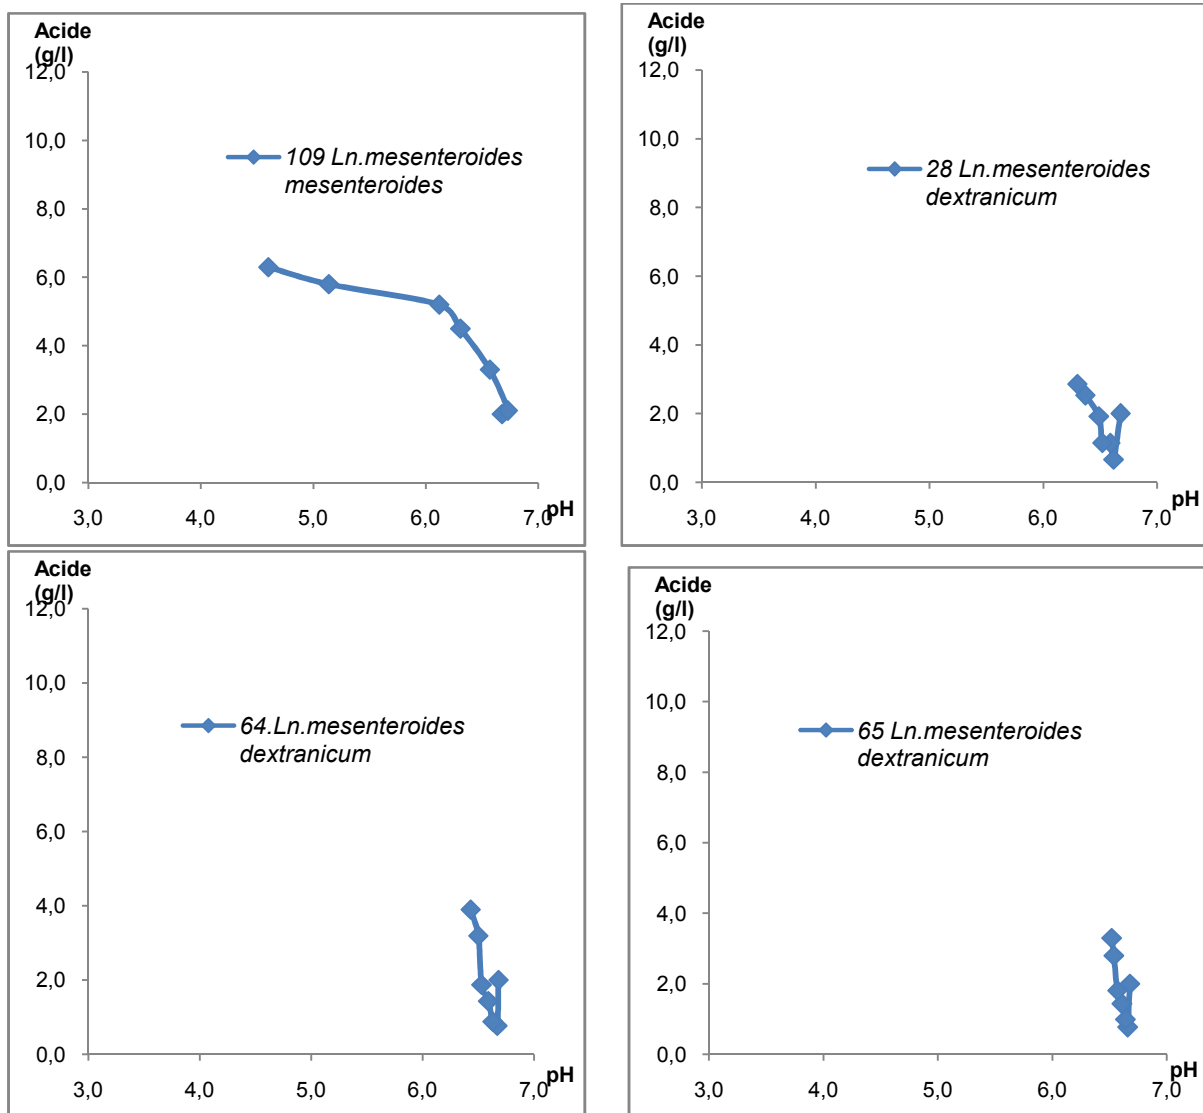 Acide
(g/l)
12,0
10,0
8,0
6,0
4,0
2,0
0,0
109 Ln.mesenteroides
mesenteroides
3,0 4,0 5,0 6,0 7,0
pH
Acide
(g/l)
12,0
10,0
8,0
6,0
4,0
2,0
0,0
28 Ln.mesenteroides
dextranicum
3,0 4,0 5,0 6,0 7,0
pH
Acide
(g/l)
12,0
10,0
8,0
6,0
4,0
2,0
0,0
64.Ln.mesenteroides
dextranicum
3,0 4,0 5,0 6,0 7,0
pH
Acide
(g/l)
12,0
10,0
8,0
6,0
4,0
2,0
0,0
65 Ln.mesenteroides
dextranicum
3,0 4,0 5,0 6,0 7,0
pH